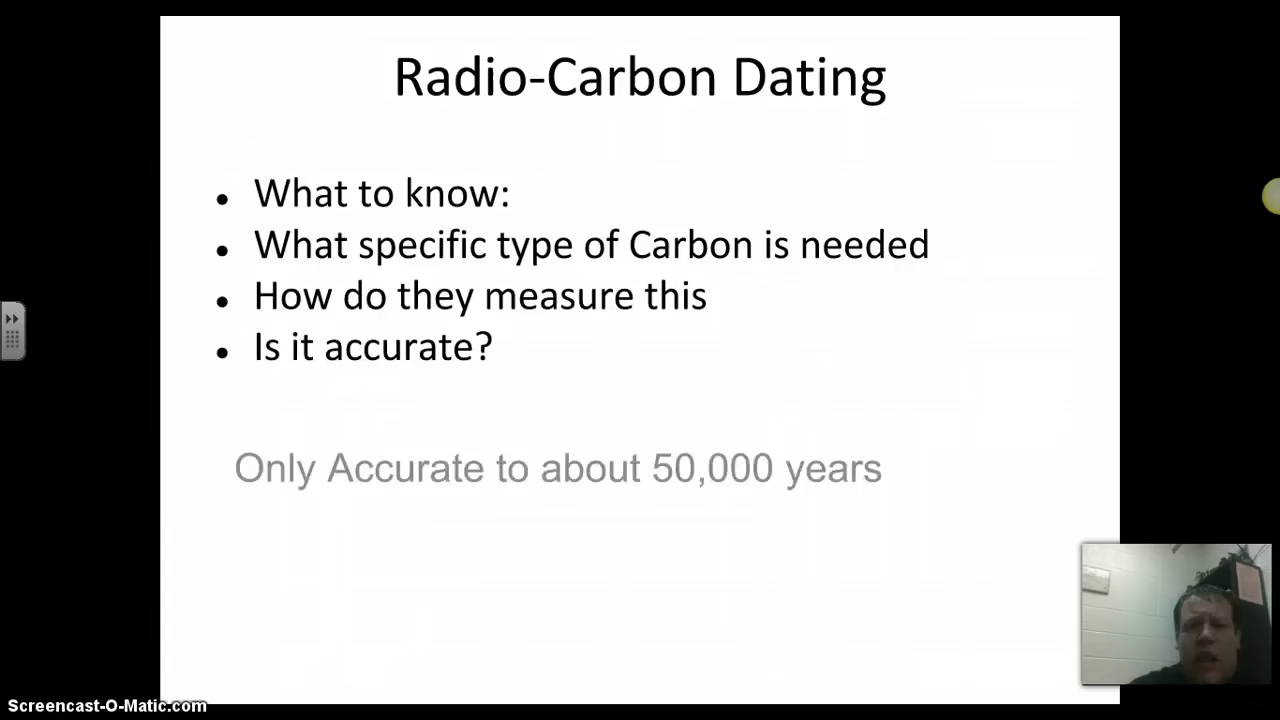 Radio-Carbon Dating
● What to know:
● What specific type of Carbon is needed
● How do they measure this
● Is it accurate?
Only Accurate to about 50,000 years
Screencast-O-Matic.com